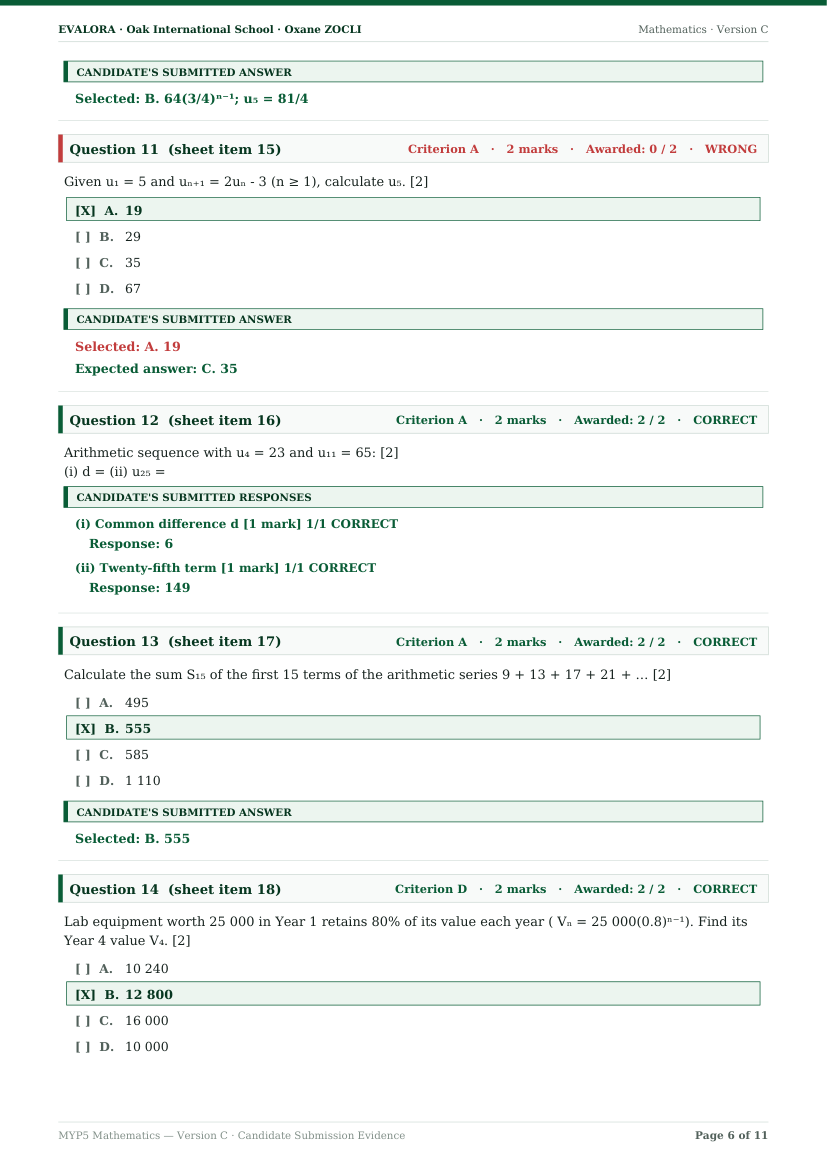 EVALORA · Oak International School · Oxane ZOCLI
Mathematics · Version C
CANDIDATE'S SUBMITTED ANSWER
Selected: B. 64(3/4)ⁿ⁻¹; u₅ = 81/4
Question 11 (sheet item 15)
Criterion A · 2 marks · Awarded: 0 / 2 · WRONG
Given u₁ = 5 and uₙ₊₁ = 2uₙ - 3 (n ≥ 1), calculate u₅. [2]
[X] A. 19
[ ] B. 29
[ ] C. 35
[ ] D. 67
CANDIDATE'S SUBMITTED ANSWER
Selected: A. 19
Expected answer: C. 35
Question 12 (sheet item 16)
Criterion A · 2 marks · Awarded: 2 / 2 · CORRECT
Arithmetic sequence with u₄ = 23 and u₁₁ = 65: [2]
(i) d = (ii) u₂₅ =
CANDIDATE'S SUBMITTED RESPONSES
(i) Common difference d [1 mark] 1/1 CORRECT
Response: 6
(ii) Twenty-fifth term [1 mark] 1/1 CORRECT
Response: 149
Question 13 (sheet item 17)
Criterion A · 2 marks · Awarded: 2 / 2 · CORRECT
Calculate the sum S₁₅ of the first 15 terms of the arithmetic series 9 + 13 + 17 + 21 + … [2]
[ ] A. 495
[X] B. 555
[ ] C. 585
[ ] D. 1 110
CANDIDATE'S SUBMITTED ANSWER
Selected: B. 555
Question 14 (sheet item 18)
Criterion D · 2 marks · Awarded: 2 / 2 · CORRECT
Lab equipment worth 25 000 in Year 1 retains 80% of its value each year ( Vₙ = 25 000(0.8)ⁿ⁻¹). Find its
Year 4 value V₄. [2]
[ ] A. 10 240
[X] B. 12 800
[ ] C. 16 000
[ ] D. 10 000
MYP5 Mathematics — Version C · Candidate Submission Evidence
Page 6 of 11